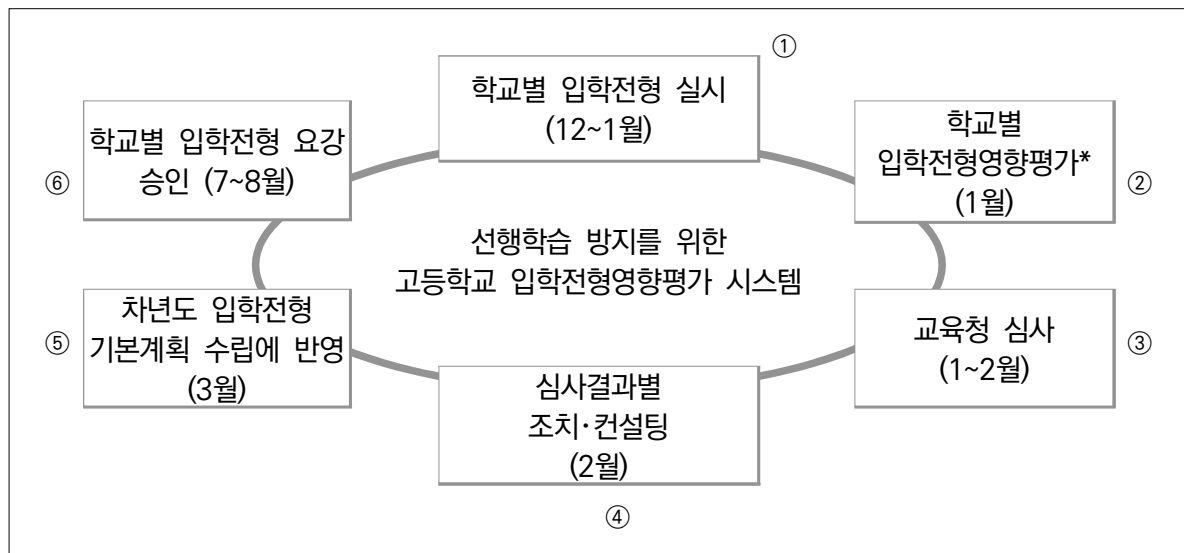 ①
학교별 입학전형 실시
(12~1월)
②
학교별
입학전형영향평가*
(1월)
③
교육청 심사
(1~2월)
④
심사결과별
조치·컨설팅
(2월)
⑤
차년도 입학전형
기본계획 수립에 반영
(3월)
⑥
학교별 입학전형 요강
승인 (7~8월)
선행학습 방지를 위한
고등학교 입학전형영향평가 시스템